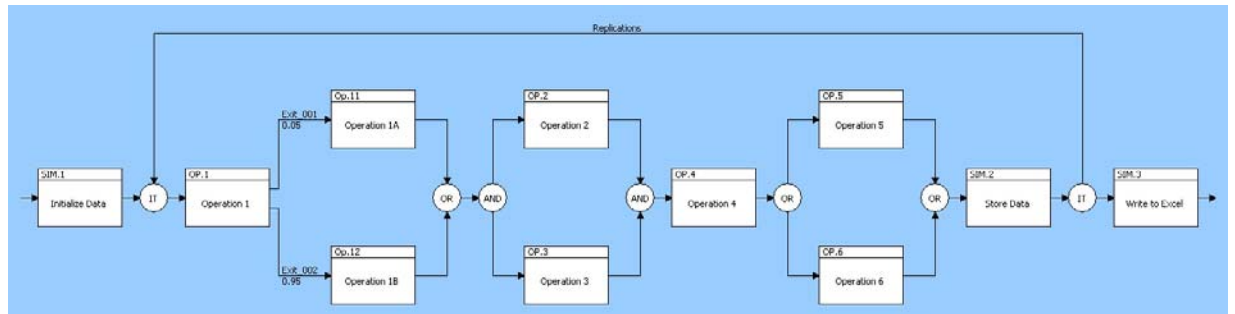 Replications
Op.11
Operation 1A
OP.2
Operation 2
OP.5
Operation 5
Exit_001
0.05
SIM.1
Initialize Data
IT
OP.1
Operation 1
OR
AND
AND
OP.4
Operation 4
OR
OR
SIM.2
Store Data
IT
SIM.3
Write to Excel
Exit_002
0.95
Op.12
Operation 1B
OP.3
Operation 3
OP.6
Operation 6